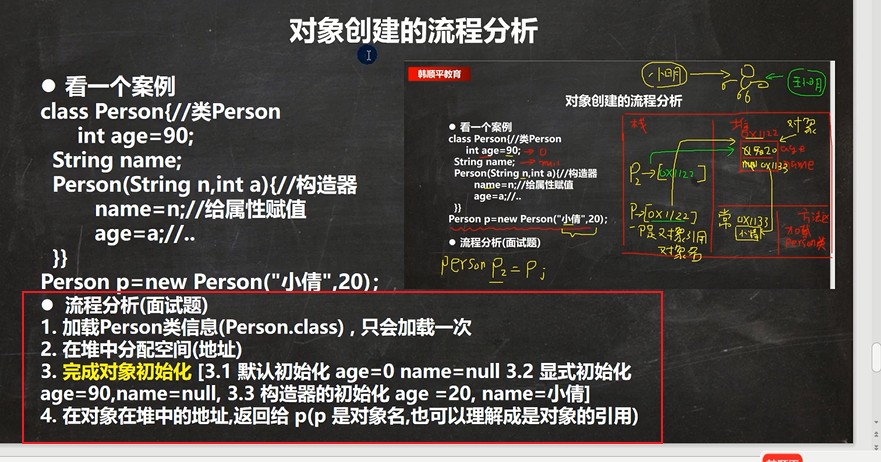 对象创建的流程分析
● 看一个案例
class Person{//类Person
int age=90;
String name;
Person(String n,int a){//构造器
name=n;//给属性赋值
age=a;//..
}}
Person p=new Person("小倩",20);
● 流程分析(面试题)
1. 加载Person类信息(Person.class)，只会加载一次
2. 在堆中分配空间(地址)
3. 完成对象初始化 [3.1 默认初始化 age=0 name=null 3.2 显式初始化
age=90,name=null, 3.3 构造器的初始化 age =20, name=小倩]
4. 在对象在堆中的地址,返回给 p(p 是对象名,也可以理解成是对象的引用)
韩顺平教育
小明
王小明
对象创建的流程分析
● 看一个案例
class Person{//类Person
int age=90; → 0
String name; → null
Person(String n,int a){//构造器
name=n;//给属性赋值
age=a;//..
}}
Person p=new Person("小倩",20);
● 流程分析(面试题)
person p2 = p;
栈
堆
对象
0x1122
age
name
0x1133
P2→[0x1122]
P→[0x1122]
p是对象引用
对象名
常
0x1133
小倩
方法区
加载
Person类